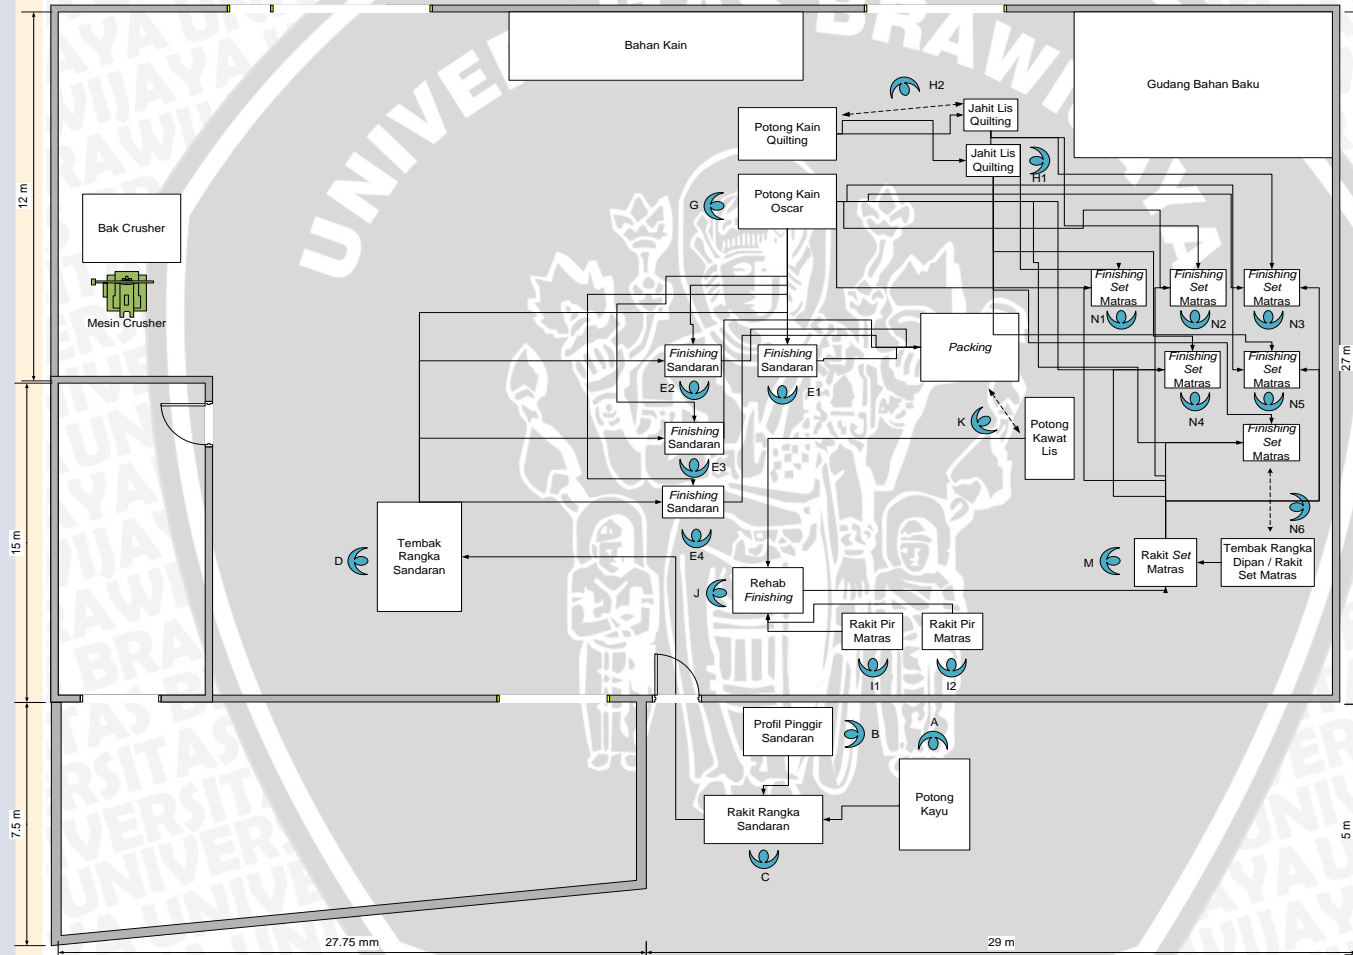 Bahan Kain
Gudang Bahan Baku
H2
Jahit Lis
Quilting
Potong Kain
Quilting
Jahit Lis
Quilting
H1
12 m
Potong Kain
Oscar
G
Bak Crusher
Mesin Crusher
Finishing
Set
Matras
Finishing
Set
Matras
Finishing
Set
Matras
N1
N2
N3
Packing
Finishing
Sandaran
Finishing
Sandaran
E2
E1
Finishing
Set
Matras
Finishing
Set
Matras
27 m
N4
N5
K
Potong
Kawat
Lis
Finishing
Sandaran
E3
Finishing
Set
Matras
Finishing
Sandaran
E4
N6
15 m
Tembak
Rangka
Sandaran
D
Rakit Set
Matras
M
Tembak Rangka
Dipan / Rakit
Set Matras
Rehab
Finishing
J
Rakit Pir
Matras
Rakit Pir
Matras
I1
I2
Profil Pinggir
Sandaran
B
A
Potong
Kayu
Rakit Rangka
Sandaran
C
7.5 m
5 m
27.75 mm
29 m
UNIVERSITAS BRAWIJAYA